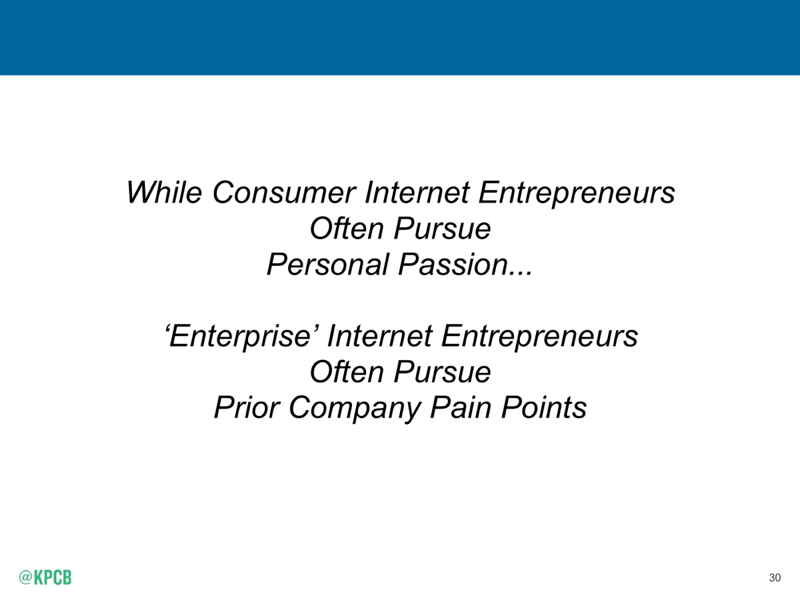 While Consumer Internet Entrepreneurs
Often Pursue
Personal Passion...
‘Enterprise’ Internet Entrepreneurs
Often Pursue
Prior Company Pain Points
@KPCB
30